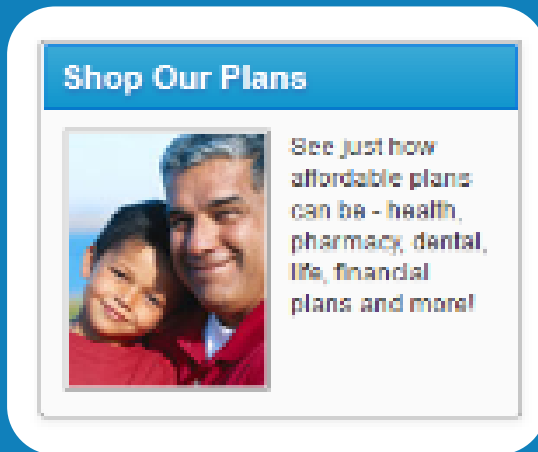 Shop Our Plans
See just how
affordable plans
can be - health,
pharmacy, dental,
life, financial
plans and more!